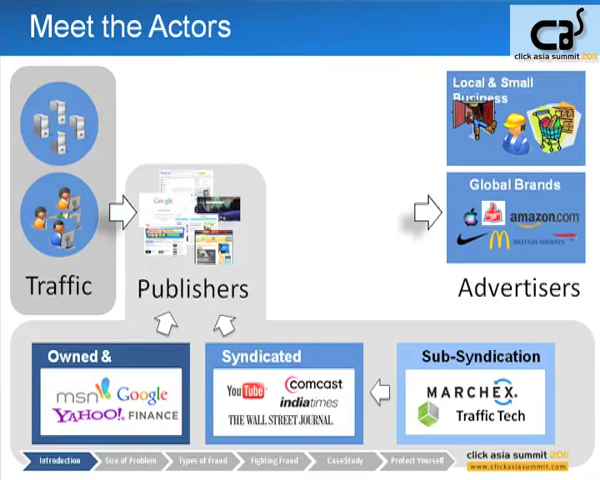 Meet the Actors
cas
click asia summit 2011
Local & Small
Business
Global Brands
amazon.com
BRITISH AIRWAYS
Google
Traffic
Publishers
Advertisers
Owned &
msn Google
YAHOO! FINANCE
Syndicated
YouTube comcast
indiatimes
THE WALL STREET JOURNAL.
Sub-Syndication
MARCHEX
Traffic Tech
Introduction
Size of Problem
Types of Fraud
Fighting Fraud
CaseStudy
Protect Yourself
click asia summit 2011
www.clickasiasummit.com